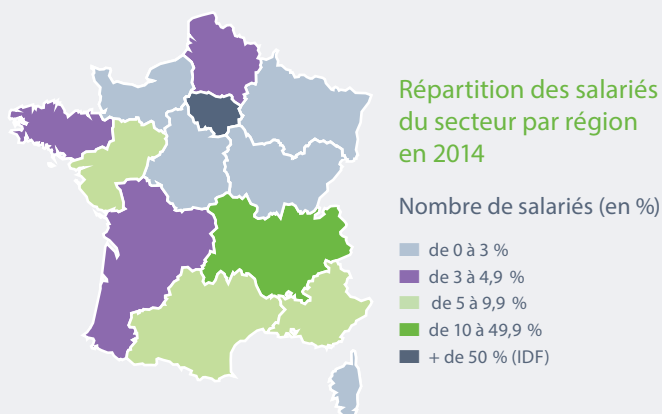 Répartition des salariés
du secteur par région
en 2014
Nombre de salariés (en %)
de 0 à 3 %
de 3 à 4,9 %
de 5 à 9,9 %
de 10 à 49,9 %
+ de 50 % (IDF)